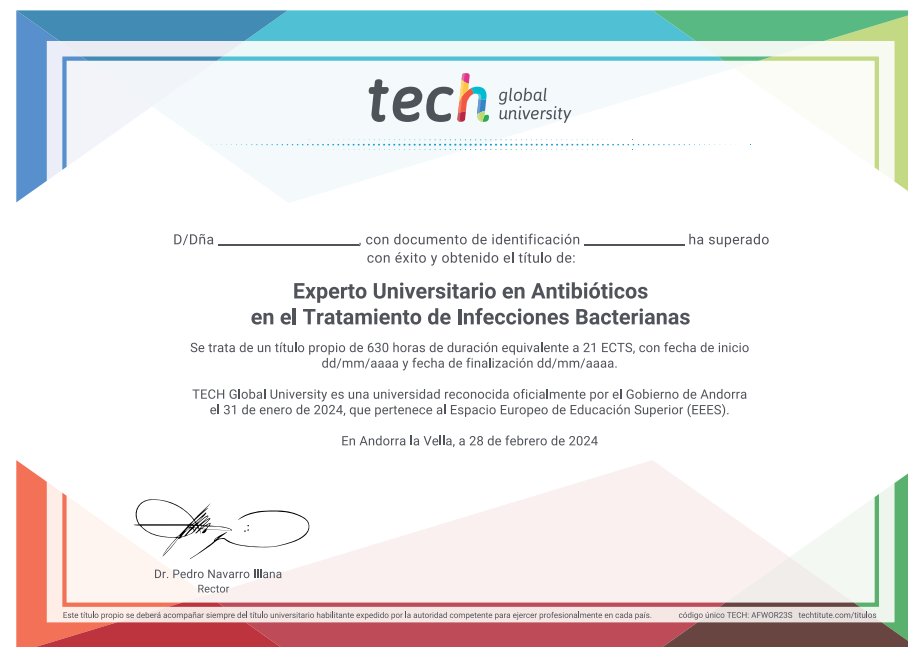 tech global university
D/Dña ____________________, con documento de identificación ______________ ha superado
con éxito y obtenido el título de:
Experto Universitario en Antibióticos
en el Tratamiento de Infecciones Bacterianas
Se trata de un título propio de 630 horas de duración equivalente a 21 ECTS, con fecha de inicio
dd/mm/aaaa y fecha de finalización dd/mm/aaaa.
TECH Global University es una universidad reconocida oficialmente por el Gobierno de Andorra
el 31 de enero de 2024, que pertenece al Espacio Europeo de Educación Superior (EEES).
En Andorra la Vella, a 28 de febrero de 2024
Dr. Pedro Navarro Illana
Rector
Este título propio se deberá acompañar siempre del título universitario habilitante expedido por la autoridad competente para ejercer profesionalmente en cada país. código único TECH: AFWOR23S techtitute.com/titulos